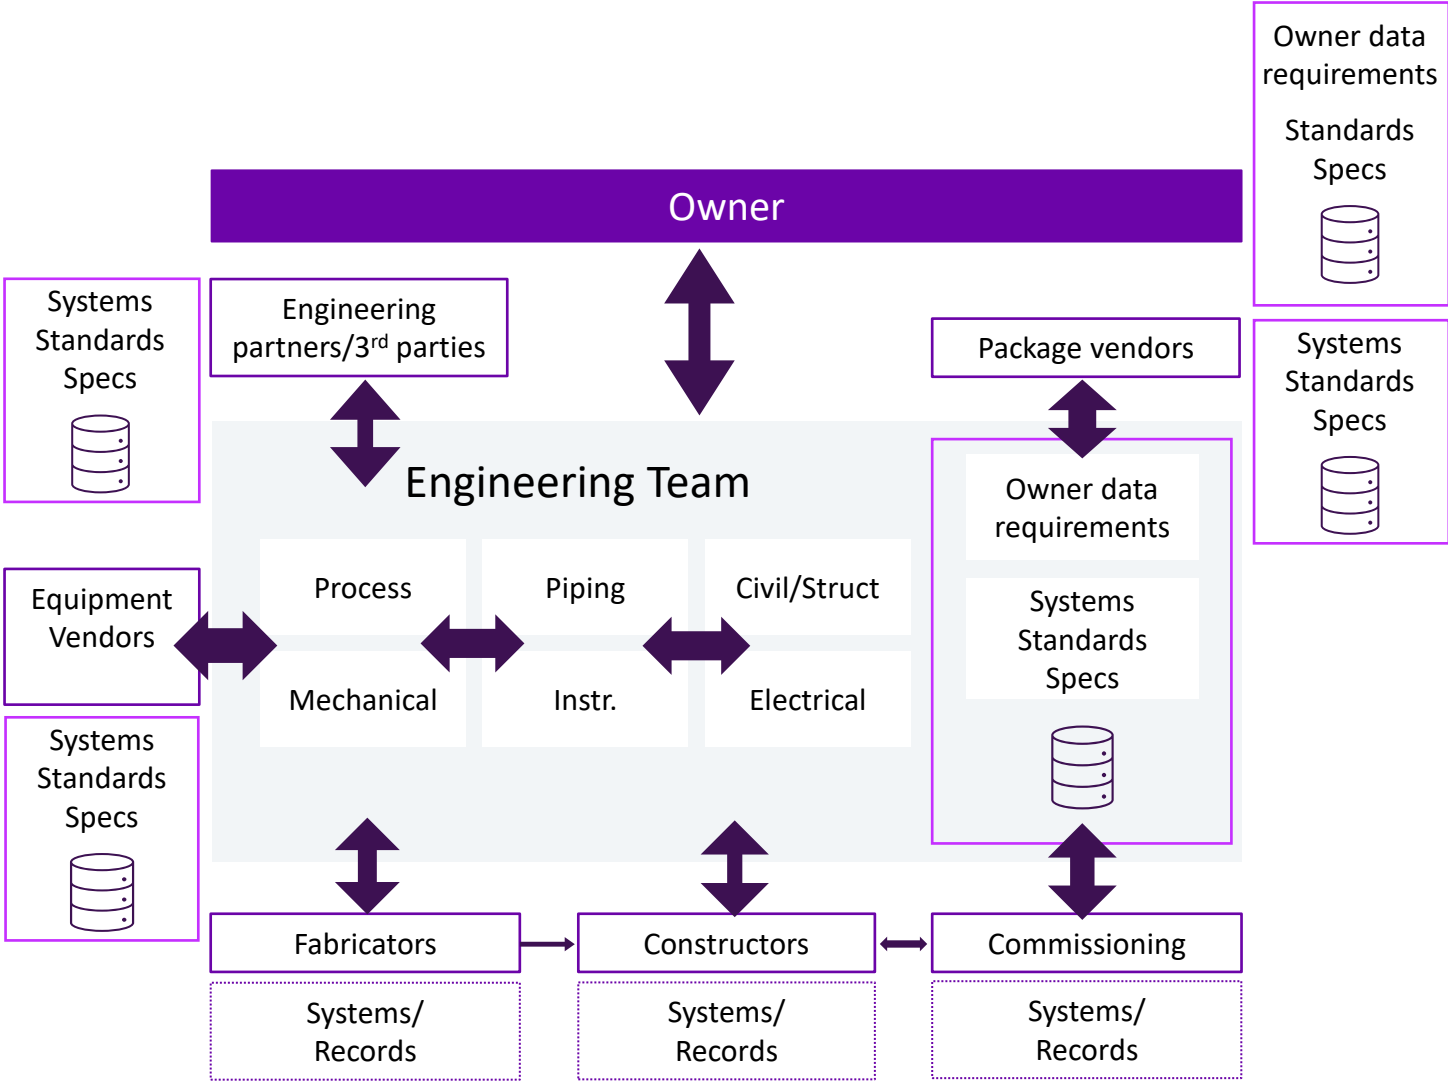 Owner data
requirements
Standards
Specs
Owner
Systems
Standards
Specs
Engineering
partners/3rd parties
Package vendors
Systems
Standards
Specs
Engineering Team
Owner data
requirements
Equipment
Vendors
Process
Piping
Civil/Struct
Systems
Standards
Specs
Mechanical
Instr.
Electrical
Systems
Standards
Specs
Fabricators
Constructors
Commissioning
Systems/
Records
Systems/
Records
Systems/
Records